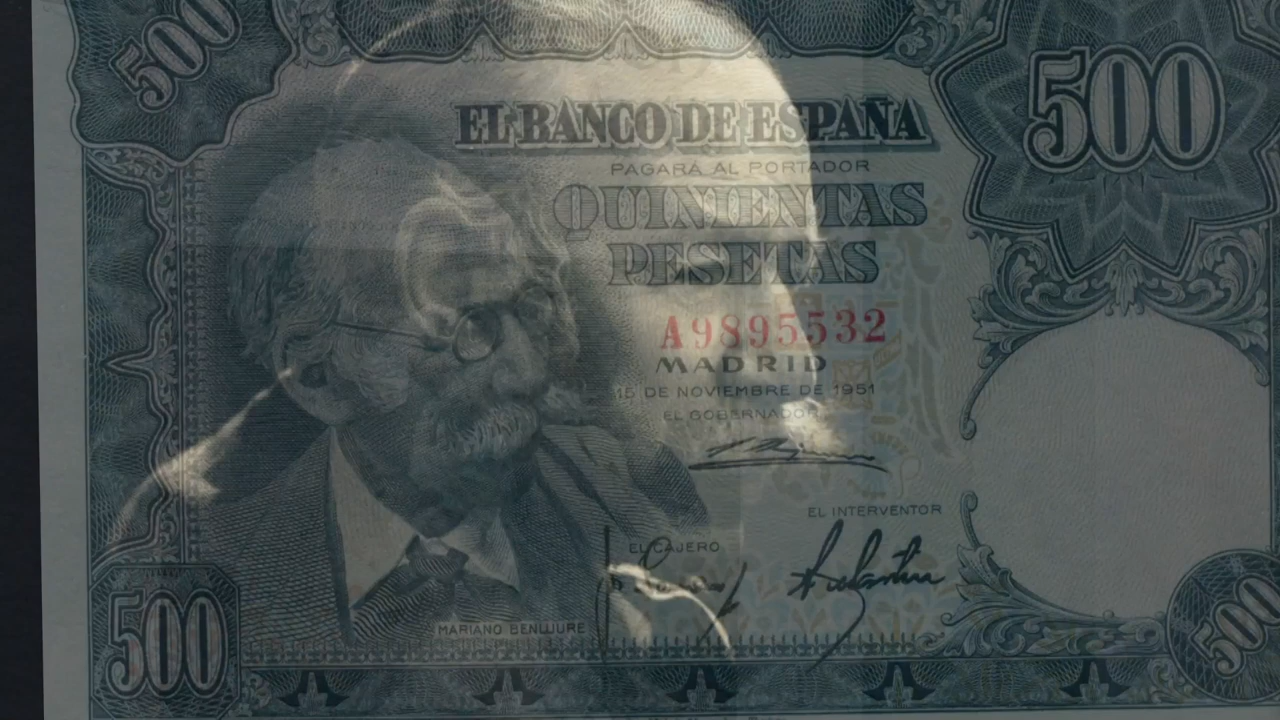 500
500
EL BANCO DE ESPAÑA
PAGARÁ AL PORTADOR
QUINIENTAS
PESETAS
A9895532
MADRID
15 DE NOVIEMBRE DE 1951
EL GOBERNADOR
EL INTERVENTOR
EL CAJERO
MARIANO BENLLIURE
500
500